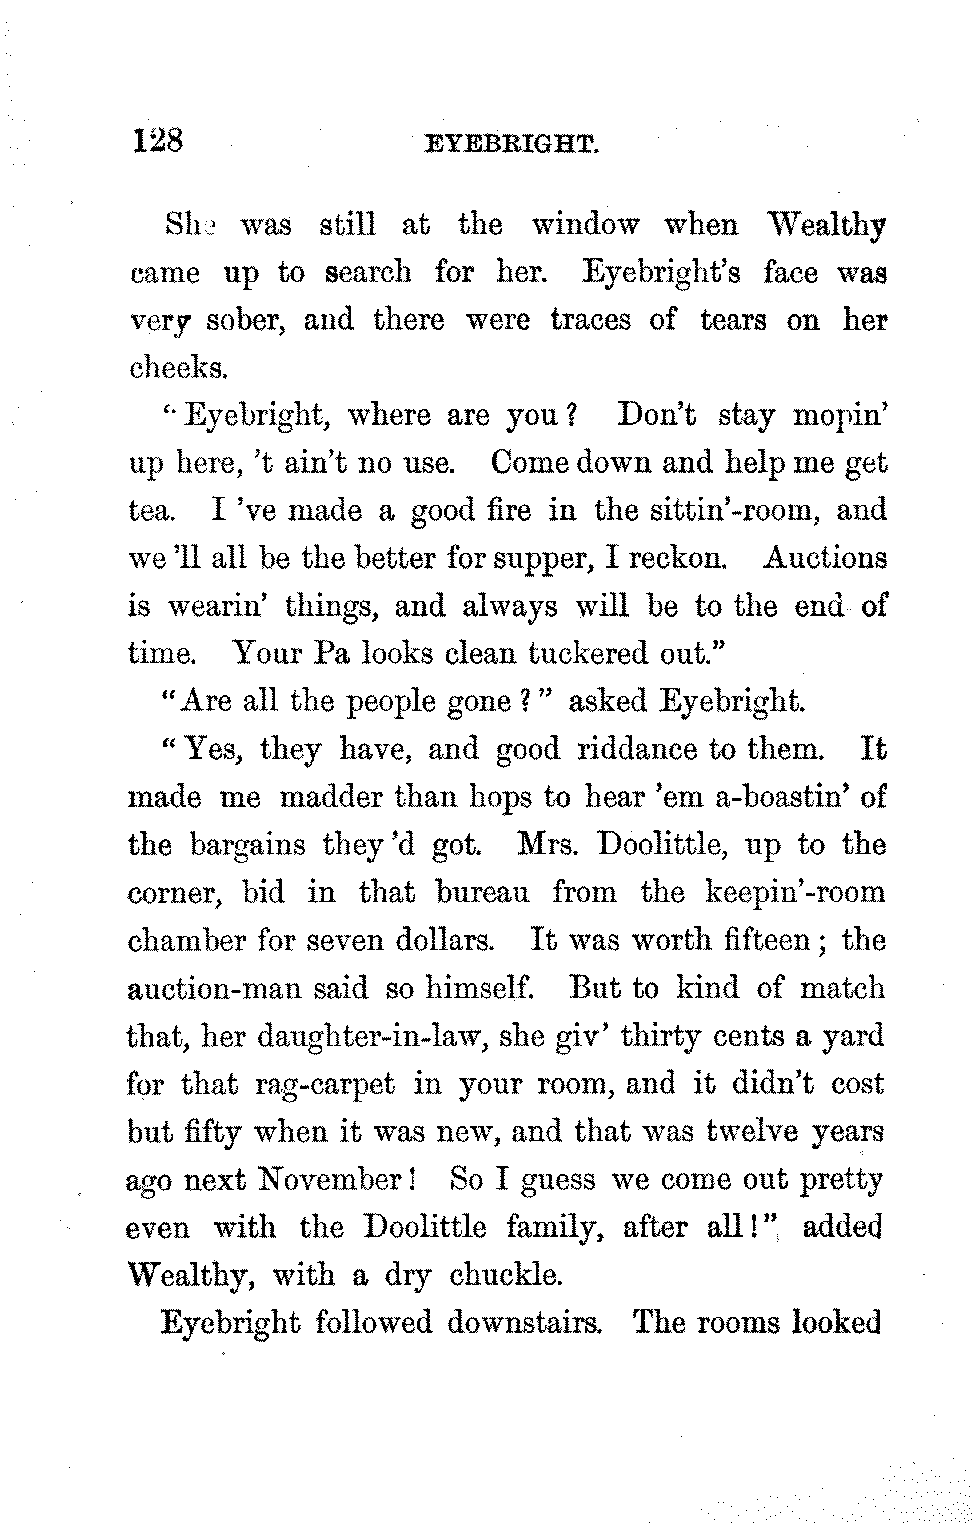 128 EYEBRIGHT.
She was still at the window when Wealthy
came up to search for her. Eyebright's face was
very sober, and there were traces of tears on her
cheeks.
"Eyebright, where are you? Don't stay mopin'
up here, 't ain't no use. Come down and help me get
tea. I 've made a good fire in the sittin'-room, and
we 'll all be the better for supper, I reckon. Auctions
is wearin' things, and always will be to the end of
time. Your Pa looks clean tuckered out."
"Are all the people gone?" asked Eyebright.
"Yes, they have, and good riddance to them. It
made me madder than hops to hear 'em a-boastin' of
the bargains they 'd got. Mrs. Doolittle, up to the
corner, bid in that bureau from the keepin'-room
chamber for seven dollars. It was worth fifteen; the
auction-man said so himself. But to kind of match
that, her daughter-in-law, she giv' thirty cents a yard
for that rag-carpet in your room, and it didn't cost
but fifty when it was new, and that was twelve years
ago next November! So I guess we come out pretty
even with the Doolittle family, after all!" added
Wealthy, with a dry chuckle.
Eyebright followed downstairs. The rooms looked